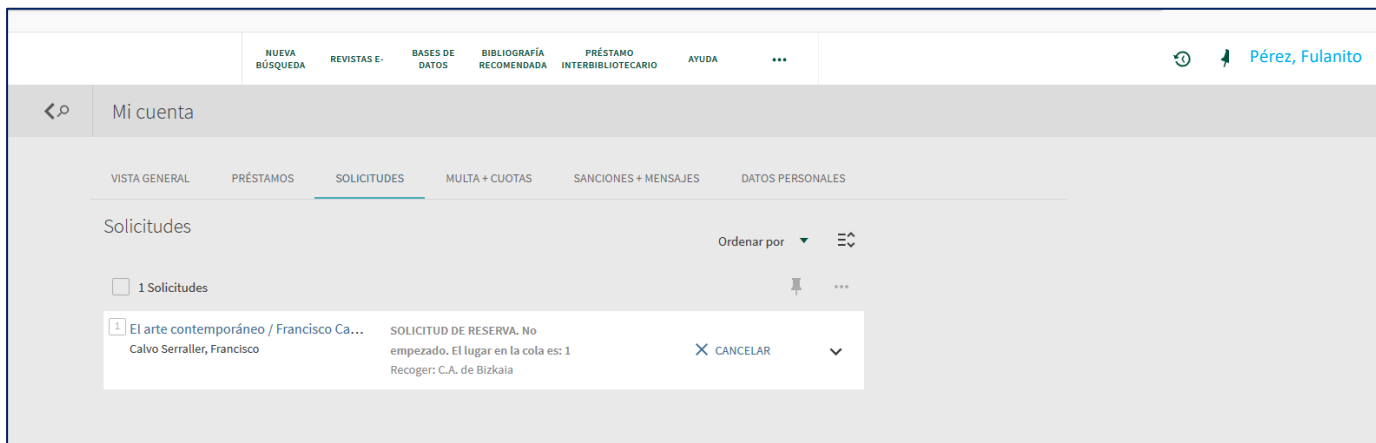 NUEVA BÚSQUEDA
REVISTAS E-
BASES DE DATOS
BIBLIOGRAFÍA RECOMENDADA
PRÉSTAMO INTERBIBLIOTECARIO
AYUDA
•••
Pérez, Fulanito
Mi cuenta
VISTA GENERAL PRÉSTAMOS SOLICITUDES MULTA + CUOTAS SANCIONES + MENSAJES DATOS PERSONALES
Solicitudes
Ordenar por
1 Solicitudes
1 El arte contemporáneo / Francisco Ca...
Calvo Serraller, Francisco
SOLICITUD DE RESERVA. No
empezado. El lugar en la cola es: 1
Recoger: C.A. de Bizkaia
CANCELAR